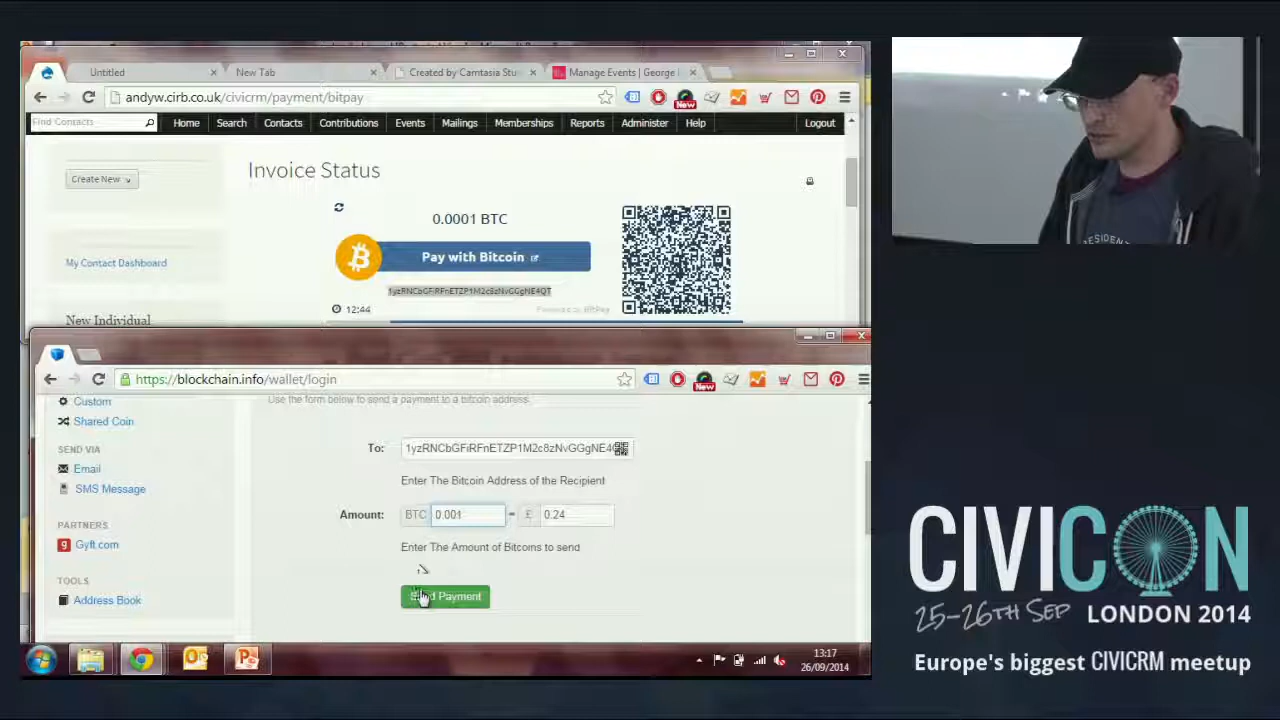 Untitled
New Tab
Created by Camtasia Stu
Manage Events | George
andyw.cirb.co.uk/civicrm/payment/bitpay
New
Find Contacts
Home Search Contacts Contributions Events Mailings Memberships Reports Administer Help Logout
Create New
Invoice Status
0.0001 BTC
Pay with Bitcoin
My Contact Dashboard
12:44
Powered by BitPay
New Individual
https://blockchain.info/wallet/login
New
Custom
Use the form below to send a payment to a bitcoin address.
Shared Coin
SEND VIA
To:
Email
Enter The Bitcoin Address of the Recipient
SMS Message
Amount: BTC 0.001 = £ 0.24
PARTNERS
Gyft.com
Enter The Amount of Bitcoins to send
TOOLS
Address Book
Payment
13:17
26/09/2014
CIVICON
25-26TH SEP LONDON 2014
Europe's biggest CIVICRM meetup